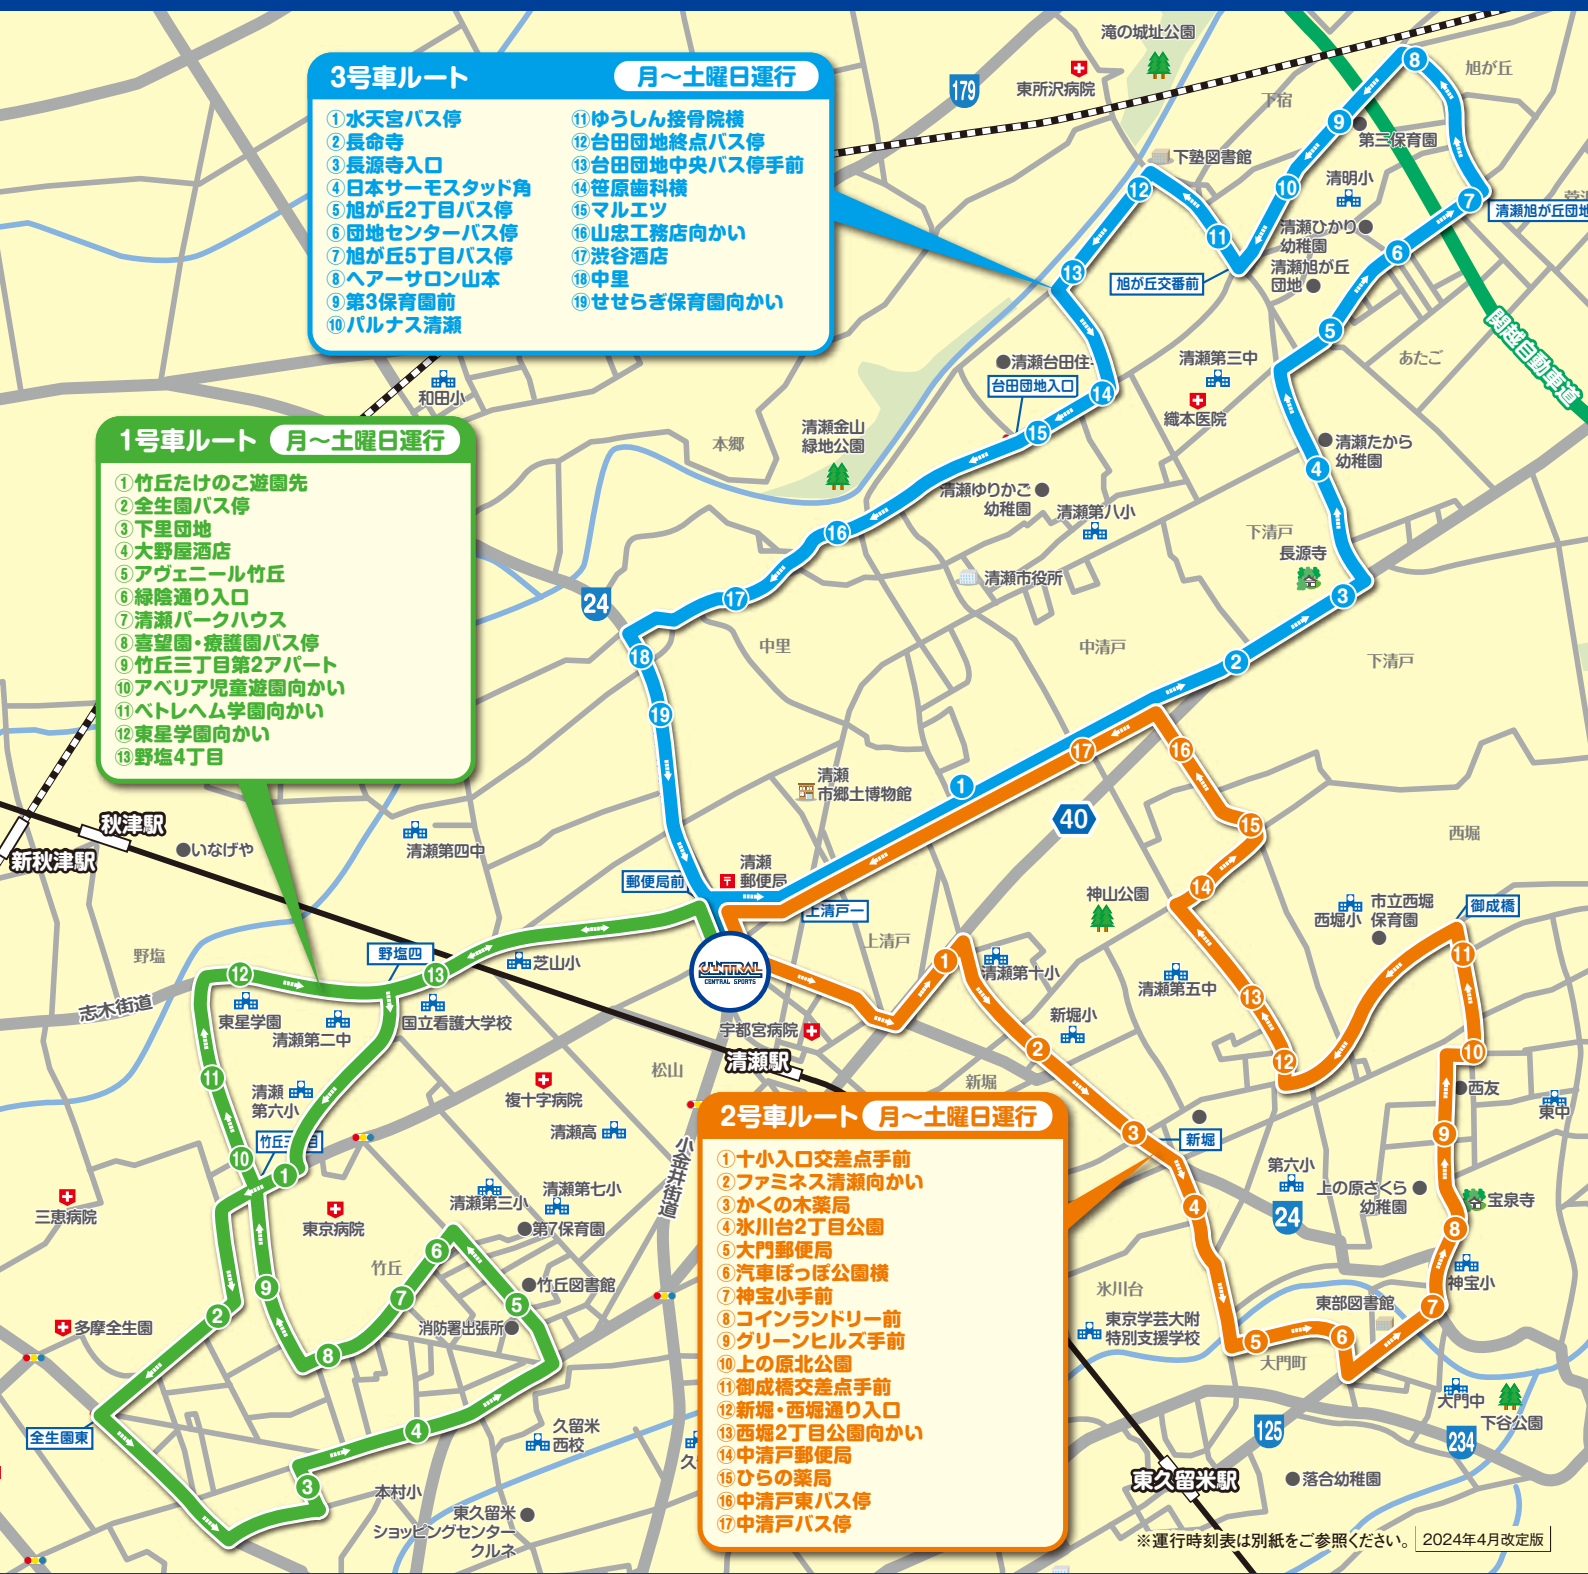 3号車ルート 月～土曜日運行
①水天宮バス停
②長命寺
③長源寺入口
④日本サーモスタッド角
⑤旭が丘2丁目バス停
⑥団地センターバス停
⑦旭が丘5丁目バス停
⑧ヘアーサロン山本
⑨第3保育園前
⑩パルナス清瀬
⑪ゆうしん接骨院横
⑫台田団地終点バス停
⑬台田団地中央バス停手前
⑭笹原歯科横
⑮マルエツ
⑯山忠工務店向かい
⑰渋谷酒店
⑱中里
⑲せせらぎ保育園向かい
1号車ルート 月～土曜日運行
①竹丘たけのこ遊園先
②全生園バス停
③下里団地
④大野屋酒店
⑤アヴェニール竹丘
⑥緑陰通り入口
⑦清瀬パークハウス
⑧喜望園・療護園バス停
⑨竹丘三丁目第2アパート
⑩アベリア児童遊園向かい
⑪ベトレヘム学園向かい
⑫東星学園向かい
⑬野塩4丁目
2号車ルート 月～土曜日運行
①十小入口交差点手前
②ファミネス清瀬向かい
③かくの木薬局
④氷川台2丁目公園
⑤大門郵便局
⑥汽車ぽっぽ公園横
⑦神宝小手前
⑧コインランドリー前
⑨グリーンヒルズ手前
⑩上の原北公園
⑪御成橋交差点手前
⑫新堀・西堀通り入口
⑬西堀2丁目公園向かい
⑭中清戸郵便局
⑮ひらの薬局
⑯中清戸東バス停
⑰中清戸バス停
滝の城址公園
東所沢病院
179
下宿
旭が丘
第三保育園
下塾図書館
清明小
清瀬旭が丘団地
清瀬ひかり
幼稚園
清瀬旭が丘
団地
旭が丘交番前
関越自動車道
あたご
清瀬第三中
織本医院
清瀬たから
幼稚園
清瀬台田住
台田団地入口
和田小
本郷
清瀬金山
緑地公園
清瀬ゆりかご
幼稚園
清瀬第八小
下清戸
長源寺
清瀬市役所
24
中里
中清戸
下清戸
清瀬
市郷土博物館
40
西堀
秋津駅
新秋津駅
いなげや
清瀬第四中
郵便局前
清瀬
郵便局
上清戸一
上清戸
神山公園
西堀小
市立西堀
保育園
御成橋
野塩
野塩四
芝山小
CENTRAL
CENTRAL SPORTS
清瀬第十小
清瀬第五中
志木街道
東星学園
清瀬第二中
国立看護大学校
宇都宮病院
清瀬駅
新堀小
新堀
松山
清瀬
第六小
竹丘三 目
複十字病院
清瀬高
小金井街道
西友
東中
新堀
第六小
上の原さくら
幼稚園
宝泉寺
24
三恵病院
東京病院
清瀬第三小
清瀬第七小
第7保育園
竹丘
竹丘図書館
消防署出張所
多摩全生園
氷川台
東京学芸大附
特別支援学校
東部図書館
神宝小
大門町
大門中
下谷公園
125
234
全生園東
久留米
西校
久
本村小
東久留米
ショッピングセンター
クルネ
東久留米駅
落合幼稚園
※運行時刻表は別紙をご参照ください。 2024年4月改定版